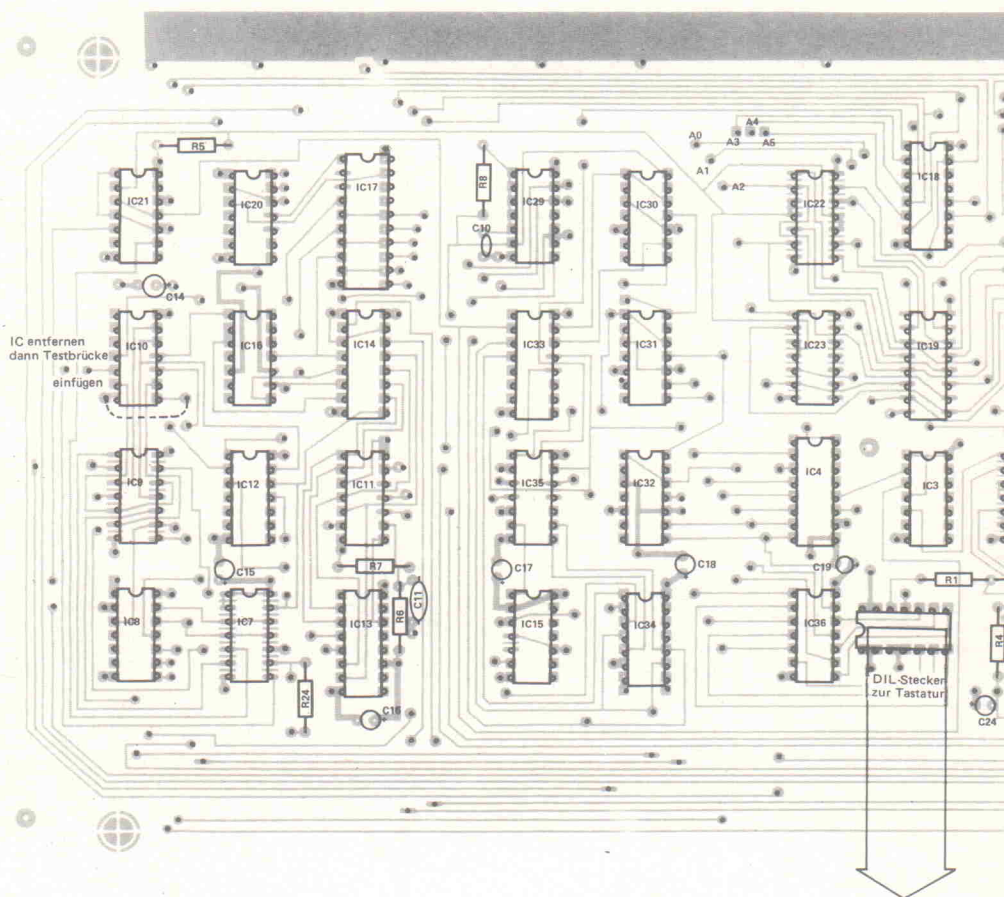 A4
A0
A3
A5
R5
A1
R8
IC17
IC18
A2
IC21
IC20
IC29
IC30
IC22
C10
C14
IC entfernen
dann Testbrücke
einfügen
IC10
IC16
IC14
IC33
IC31
IC23
IC19
IC9
IC12
IC11
IC35
IC32
IC4
IC3
C15
R7
C17
C18
C19
R1
R6
C11
IC8
IC7
IC13
IC15
IC34
IC36
R4
R24
DIL-Stecker
zur Tastatur
C16
C24